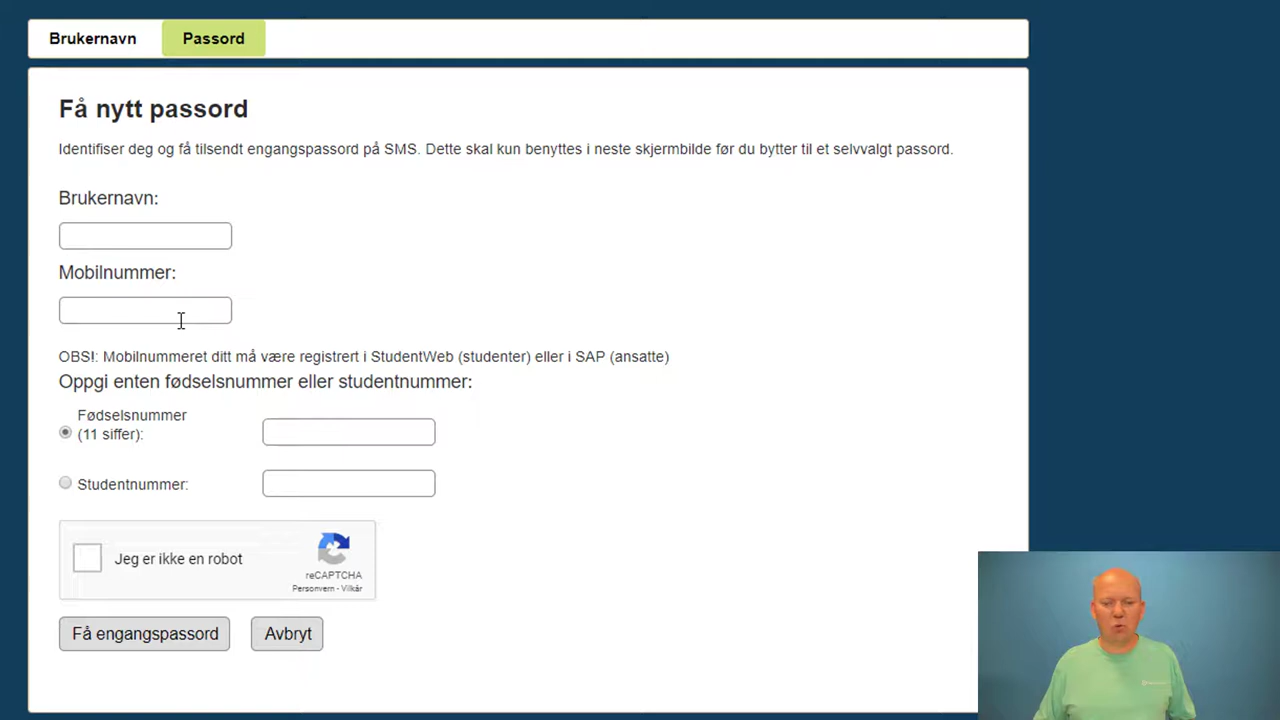 Brukernavn Passord
Få nytt passord
Identifiser deg og få tilsendt engangspassord på SMS. Dette skal kun benyttes i neste skjermbilde før du bytter til et selvvalgt passord.
Brukernavn:
Mobilnummer:
OBS!: Mobilnummeret ditt må være registrert i StudentWeb (studenter) eller i SAP (ansatte)
Oppgi enten fødselsnummer eller studentnummer:
Fødselsnummer
(11 siffer):
Studentnummer:
Jeg er ikke en robot
reCAPTCHA
Personvern - Vilkår
Få engangspassord Avbryt